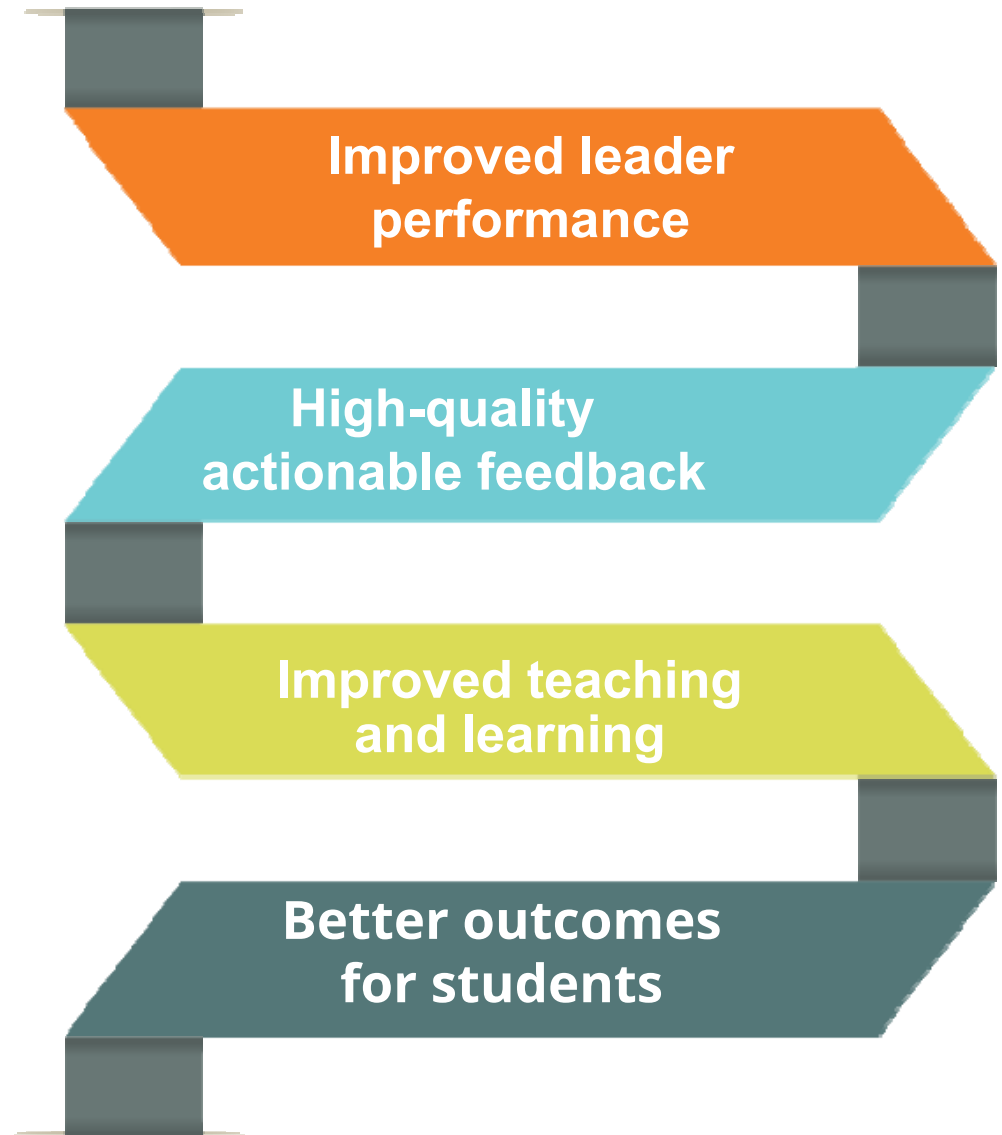 Improved leader
performance
High-quality
actionable feedback
Improved teaching
and learning
Better outcomes
for students